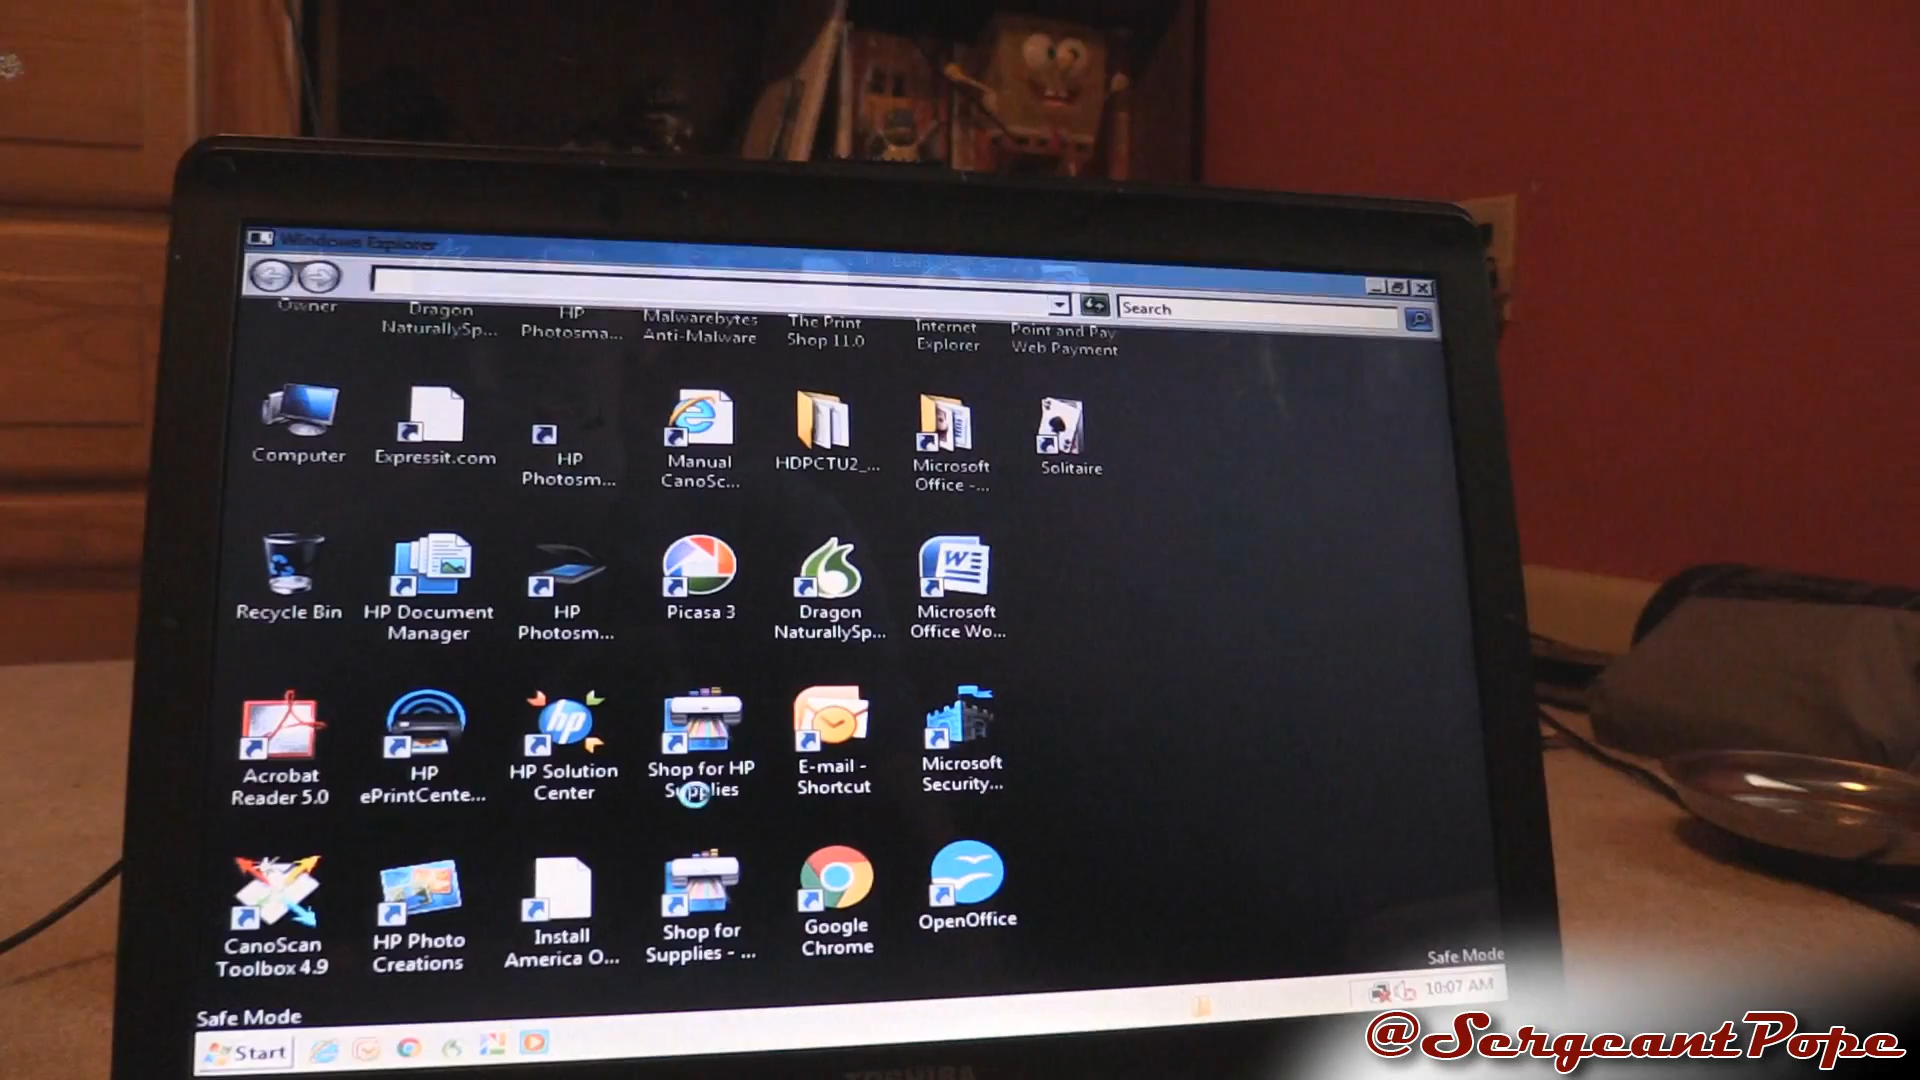 Windows Explorer
Search
Owner
Dragon
NaturallySp...
HP
Photosma...
Malwarebytes
Anti-Malware
The Print
Shop 11.0
Internet
Explorer
Point and Pay
Web Payment
Computer
Expressit.com
HP
Photosm...
Manual
CanoSc...
HDPCTU2_...
Microsoft
Office -...
Solitaire
Recycle Bin
HP Document
Manager
HP
Photosm...
Picasa 3
Dragon
NaturallySp...
Microsoft
Office Wo...
Acrobat
Reader 5.0
HP
ePrintCente...
HP Solution
Center
Shop for HP
Supplies
E-mail -
Shortcut
Microsoft
Security...
CanoScan
Toolbox 4.9
HP Photo
Creations
Install
America O...
Shop for
Supplies - ...
Google
Chrome
OpenOffice
Safe Mode
Safe Mode
Start
10:07 AM
TOSHIBA
@SergeantPope